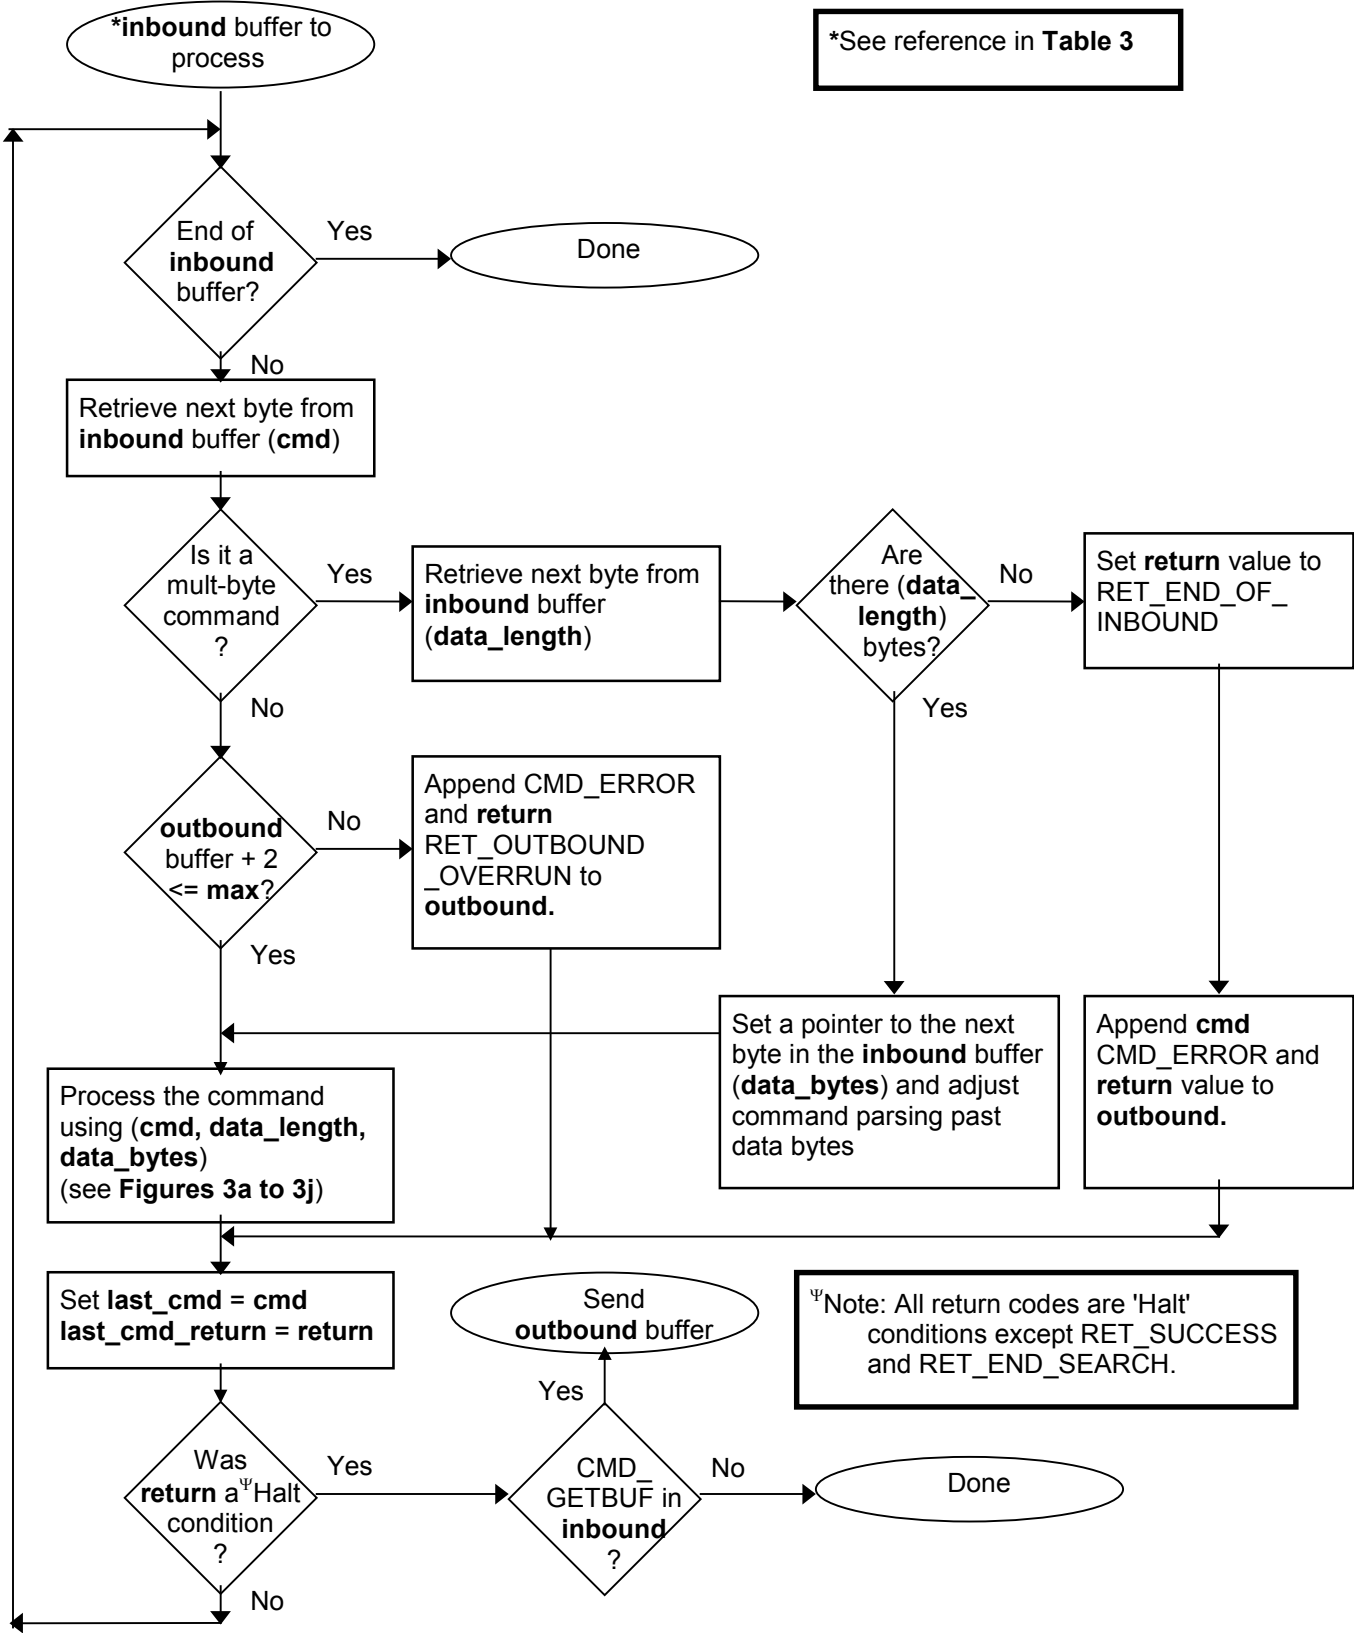 *inbound buffer to
process
*See reference in Table 3
End of
inbound
buffer?
Yes
Done
No
Retrieve next byte from
inbound buffer (cmd)
Is it a
mult-byte
command
?
Yes
Retrieve next byte from
inbound buffer
(data_length)
Are
there (data_
length)
bytes?
No
Set return value to
RET_END_OF_
INBOUND
No
Yes
outbound
buffer + 2
<= max?
No
Append CMD_ERROR
and return
RET_OUTBOUND
_OVERRUN to
outbound.
Yes
Set a pointer to the next
byte in the inbound buffer
(data_bytes) and adjust
command parsing past
data bytes
Append cmd
CMD_ERROR and
return value to
outbound.
Process the command
using (cmd, data_length,
data_bytes)
(see Figures 3a to 3j)
Set last_cmd = cmd
last_cmd_return = return
Send
outbound buffer
ΨNote: All return codes are 'Halt'
conditions except RET_SUCCESS
and RET_END_SEARCH.
Yes
Was
return a ΨHalt
condition
?
Yes
CMD_
GETBUF in
inbound
?
No
Done
No